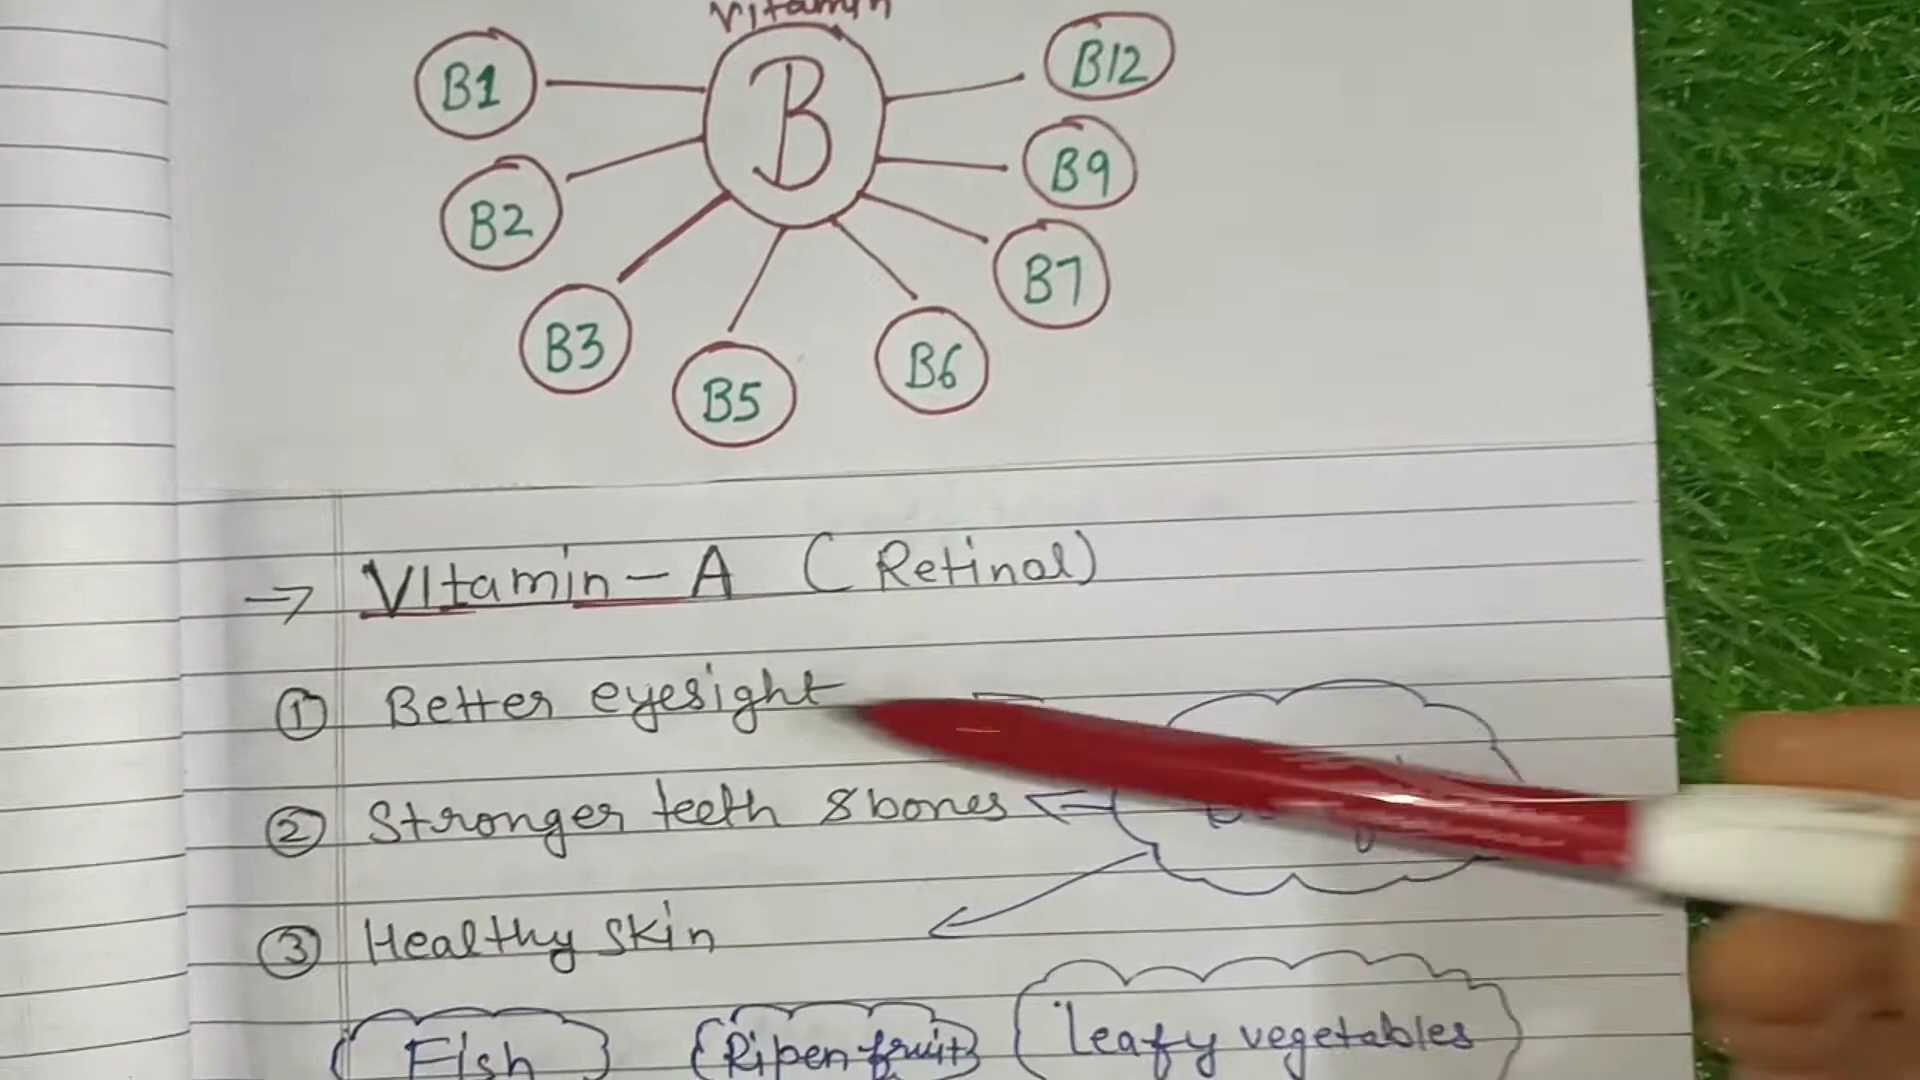 Vitamin
B
B1
B2
B3
B5
B6
B7
B9
B12
→ Vitamin - A (Retinol)
① Better eyesight
② Stronger teeth & bones
③ Healthy skin
Fish
Ripen fruit
Leafy vegetables